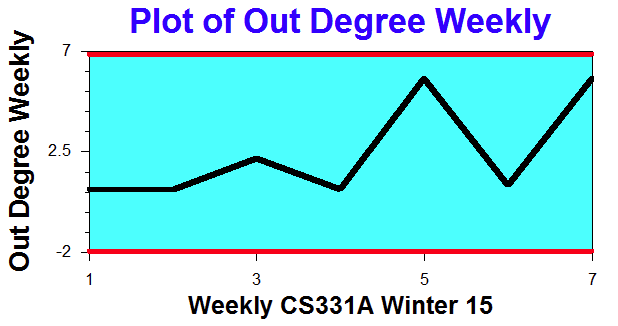 Plot of Out Degree Weekly
Out Degree Weekly
7
2.5
-2
1 3 5 7
Weekly CS331A Winter 15